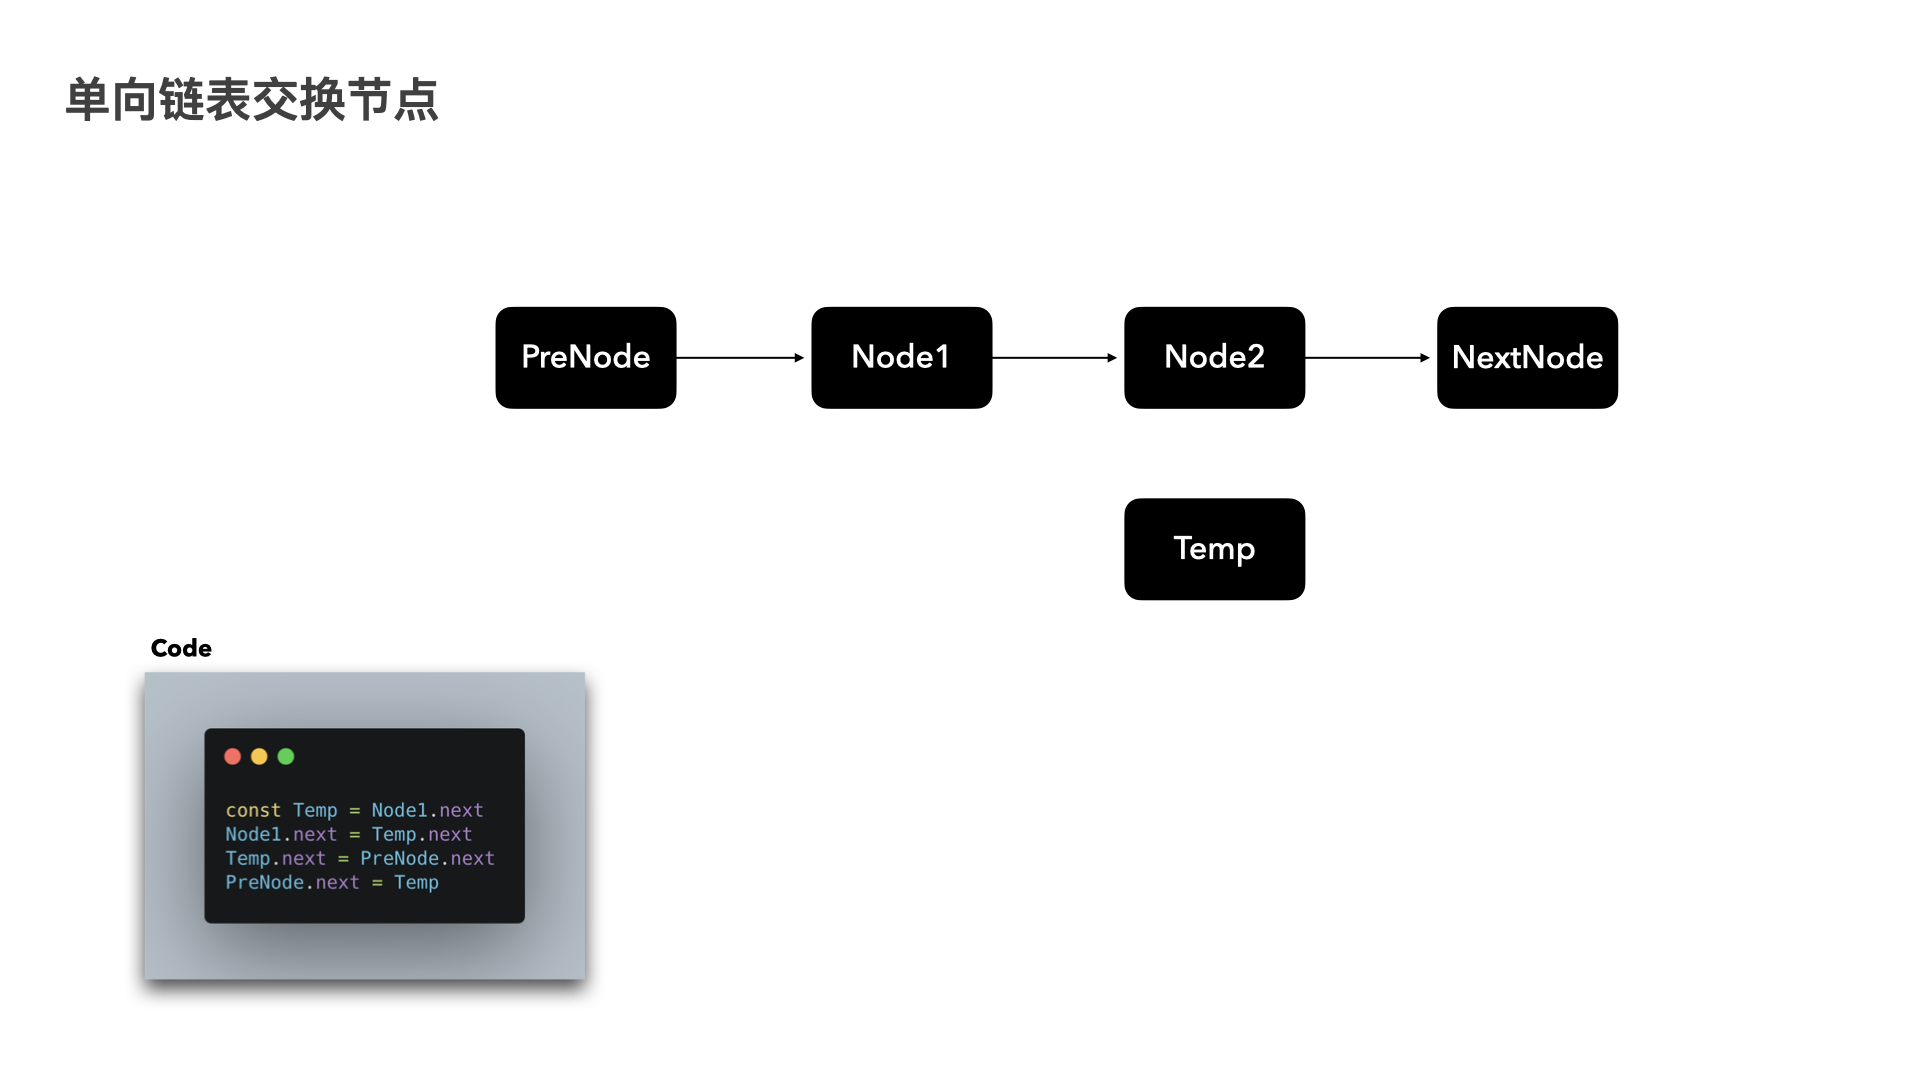 单向链表交换节点
PreNode
Node1
Node2
NextNode
Temp
Code
const Temp = Node1.next
Node1.next = Temp.next
Temp.next = PreNode.next
PreNode.next = Temp